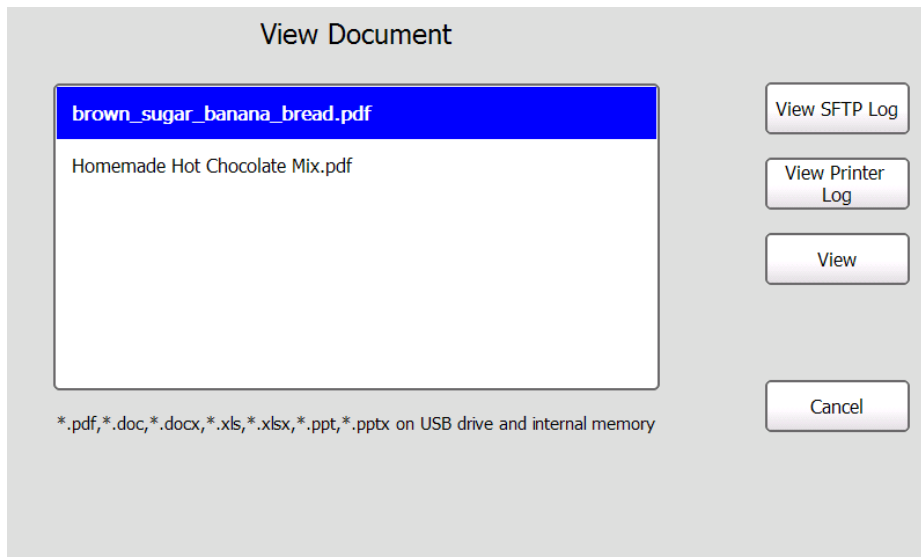 View Document
brown_sugar_banana_bread.pdf
Homemade Hot Chocolate Mix.pdf
*.pdf,*.doc,*.docx,*.xls,*.xlsx,*.ppt,*.pptx on USB drive and internal memory
View SFTP Log
View Printer
Log
View
Cancel